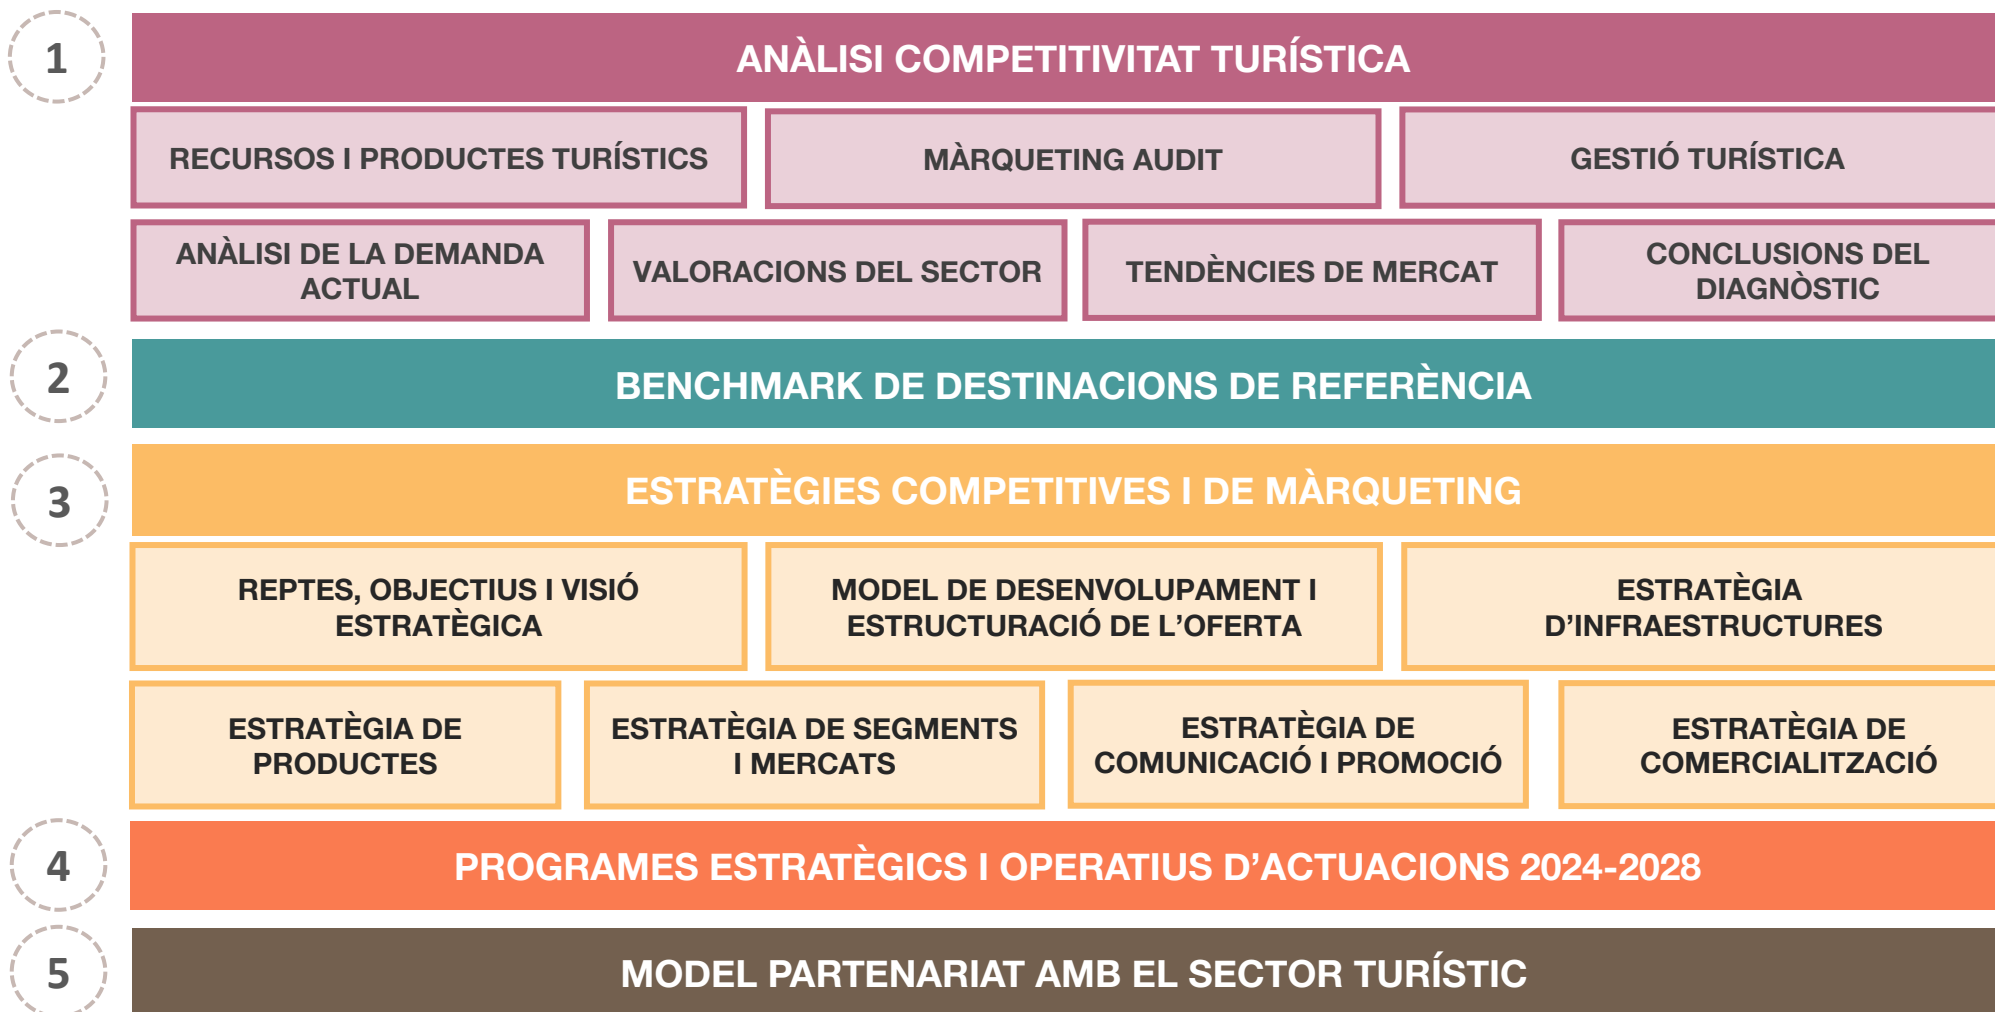 1
ANÀLISI COMPETITIVITAT TURÍSTICA
RECURSOS I PRODUCTES TURÍSTICS
MÀRQUETING AUDIT
GESTIÓ TURÍSTICA
ANÀLISI DE LA DEMANDA
ACTUAL
VALORACIONS DEL SECTOR
TENDÈNCIES DE MERCAT
CONCLUSIONS DEL
DIAGNÒSTIC
2
BENCHMARK DE DESTINACIONS DE REFERÈNCIA
3
ESTRATÈGIES COMPETITIVES I DE MÀRQUETING
REPTES, OBJECTIUS I VISIÓ
ESTRATÈGICA
MODEL DE DESENVOLUPAMENT I
ESTRUCTURACIÓ DE L’OFERTA
ESTRATÈGIA
D’INFRAESTRUCTURES
ESTRATÈGIA DE
PRODUCTES
ESTRATÈGIA DE SEGMENTS
I MERCATS
ESTRATÈGIA DE
COMUNICACIÓ I PROMOCIÓ
ESTRATÈGIA DE
COMERCIALITZACIÓ
4
PROGRAMES ESTRATÈGICS I OPERATIUS D’ACTUACIONS 2024-2028
5
MODEL PARTENARIAT AMB EL SECTOR TURÍSTIC